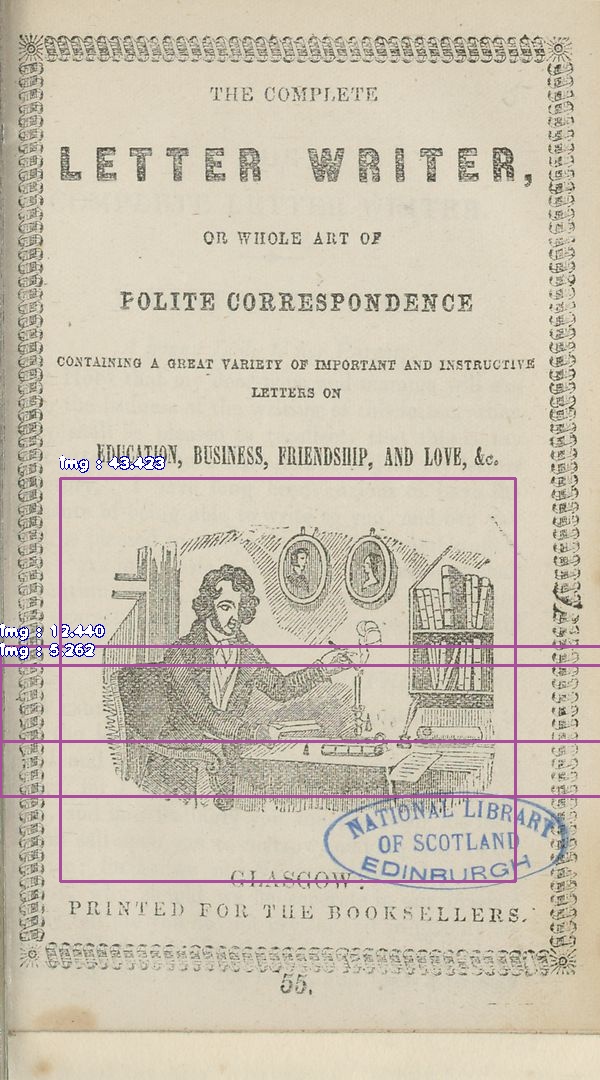 THE COMPLETE
LETTER WRITER,
OR WHOLE ART OF
POLITE CORRESPONDENCE
CONTAINING A GREAT VARIETY OF IMPORTANT AND INSTRUCTIVE
LETTERS ON
EDUCATION, BUSINESS, FRIENDSHIP, AND LOVE, &c.
img : 43.423
img : 12.440
img : 5.262
NATIONAL LIBRARY
OF SCOTLAND
EDINBURGH
GLASGOW:
PRINTED FOR THE BOOKSELLERS.
55.